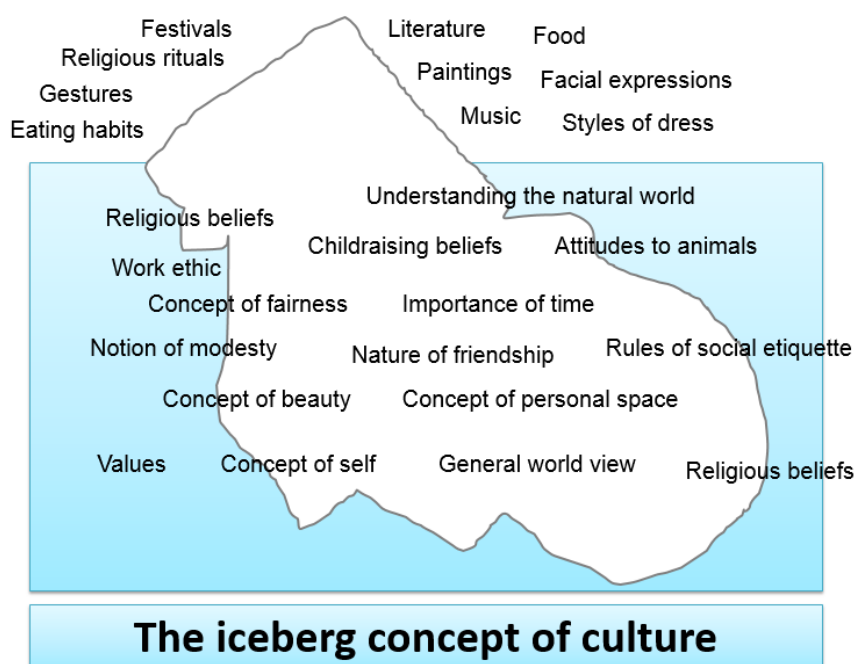 Festivals
Literature
Food
Religious rituals
Paintings
Facial expressions
Gestures
Music
Styles of dress
Eating habits
Understanding the natural world
Religious beliefs
Childraising beliefs
Attitudes to animals
Work ethic
Concept of fairness
Importance of time
Notion of modesty
Nature of friendship
Rules of social etiquette
Concept of beauty
Concept of personal space
Values
Concept of self
General world view
Religious beliefs
The iceberg concept of culture